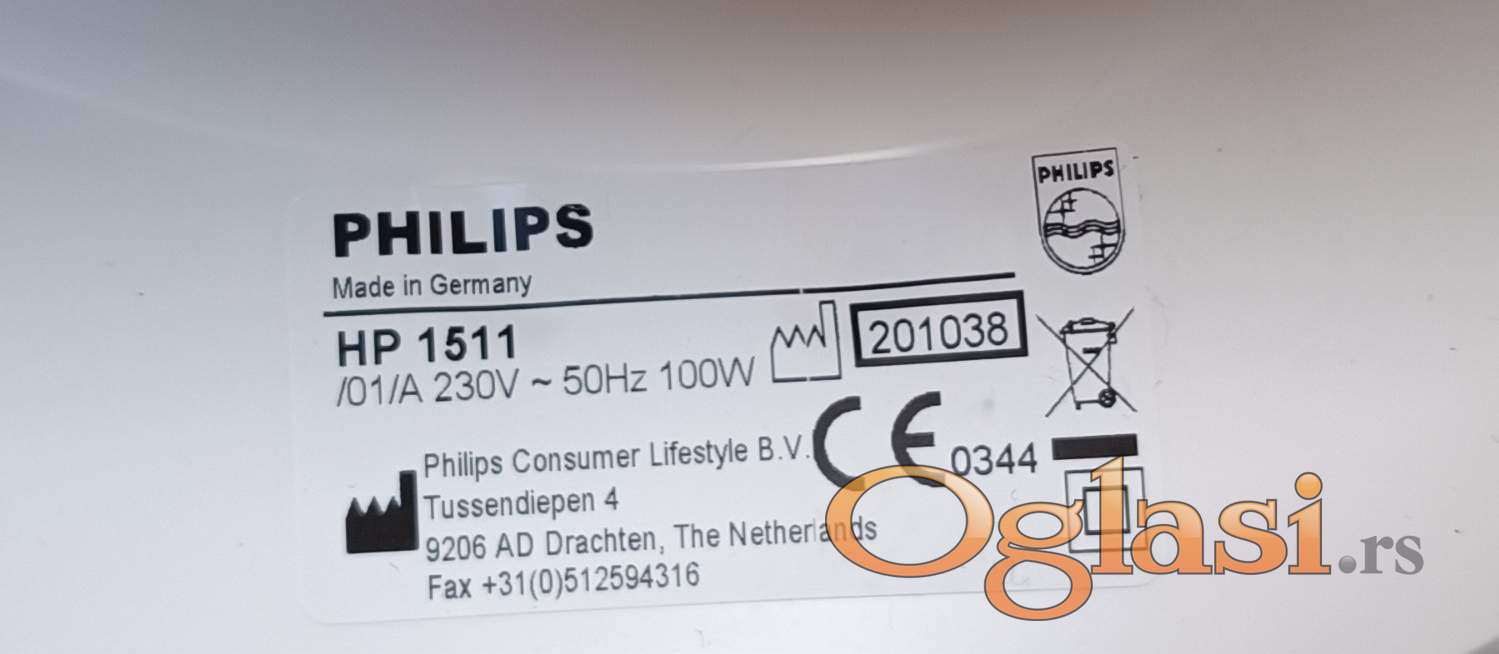 PHILIPS
PHILIPS
Made in Germany
HP 1511
201038
/01/A 230V ~ 50Hz 100W
CE 0344
Philips Consumer Lifestyle B.V.
Tussendiepen 4
9206 AD Drachten, The Netherlands
Fax +31(0)512594316
Oglasi.rs